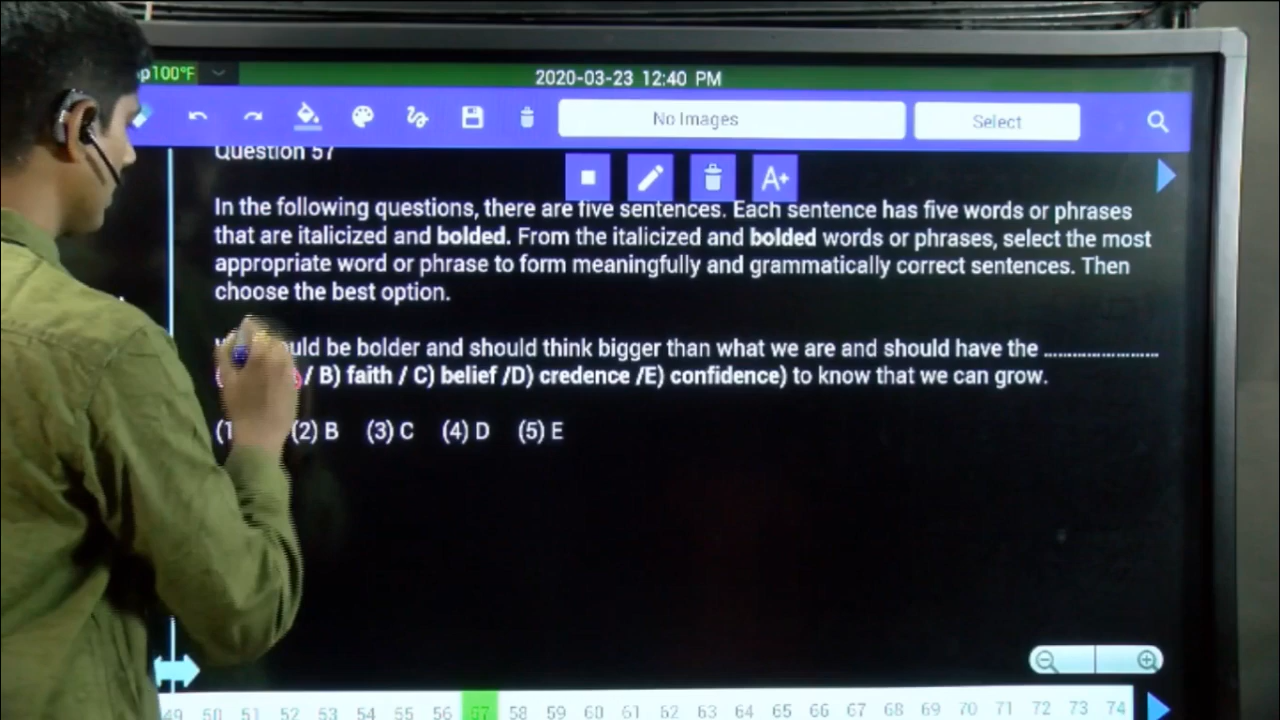 p100°F
2020-03-23 12:40 PM
No Images
Select
Question 57
A+
In the following questions, there are five sentences. Each sentence has five words or phrases
that are italicized and bolded. From the italicized and bolded words or phrases, select the most
appropriate word or phrase to form meaningfully and grammatically correct sentences. Then
choose the best option.
uld be bolder and should think bigger than what we are and should have the .......................
/ B) faith / C) belief /D) credence /E) confidence) to know that we can grow.
(1 (2) B (3) C (4) D (5) E
49 50 51 52 53 54 55 56 57 58 59 60 61 62 63 64 65 66 67 68 69 70 71 72 73 74